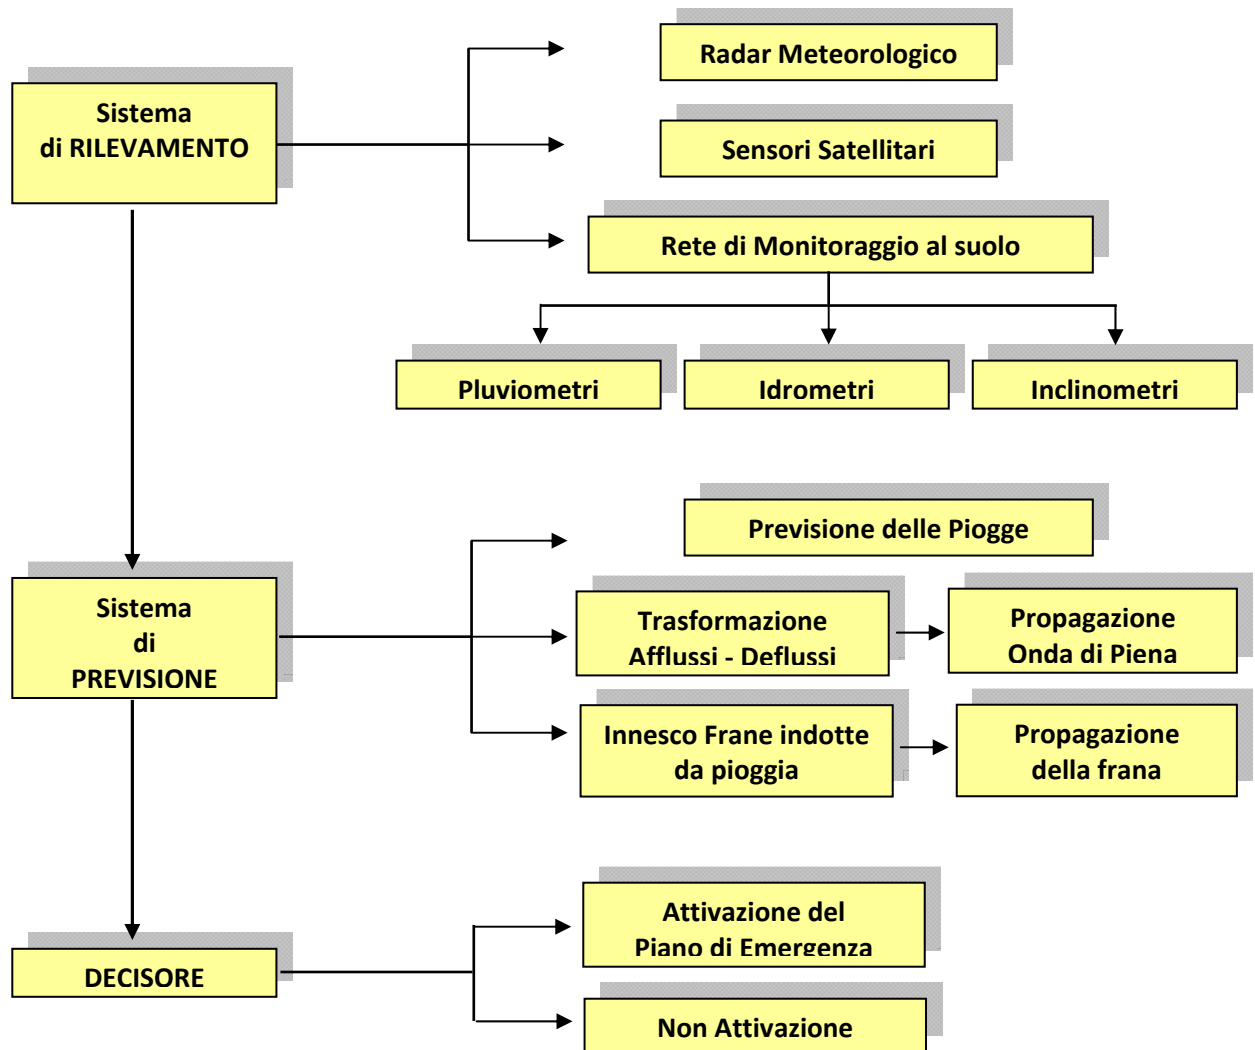 Radar Meteorologico
Sistema
di RILEVAMENTO
Sensori Satellitari
Rete di Monitoraggio al suolo
Pluviometri
Idrometri
Inclinometri
Previsione delle Piogge
Sistema
di
PREVISIONE
Trasformazione
Afflussi - Deflussi
Propagazione
Onda di Piena
Innesco Frane indotte
da pioggia
Propagazione
della frana
Attivazione del
Piano di Emergenza
DECISORE
Non Attivazione